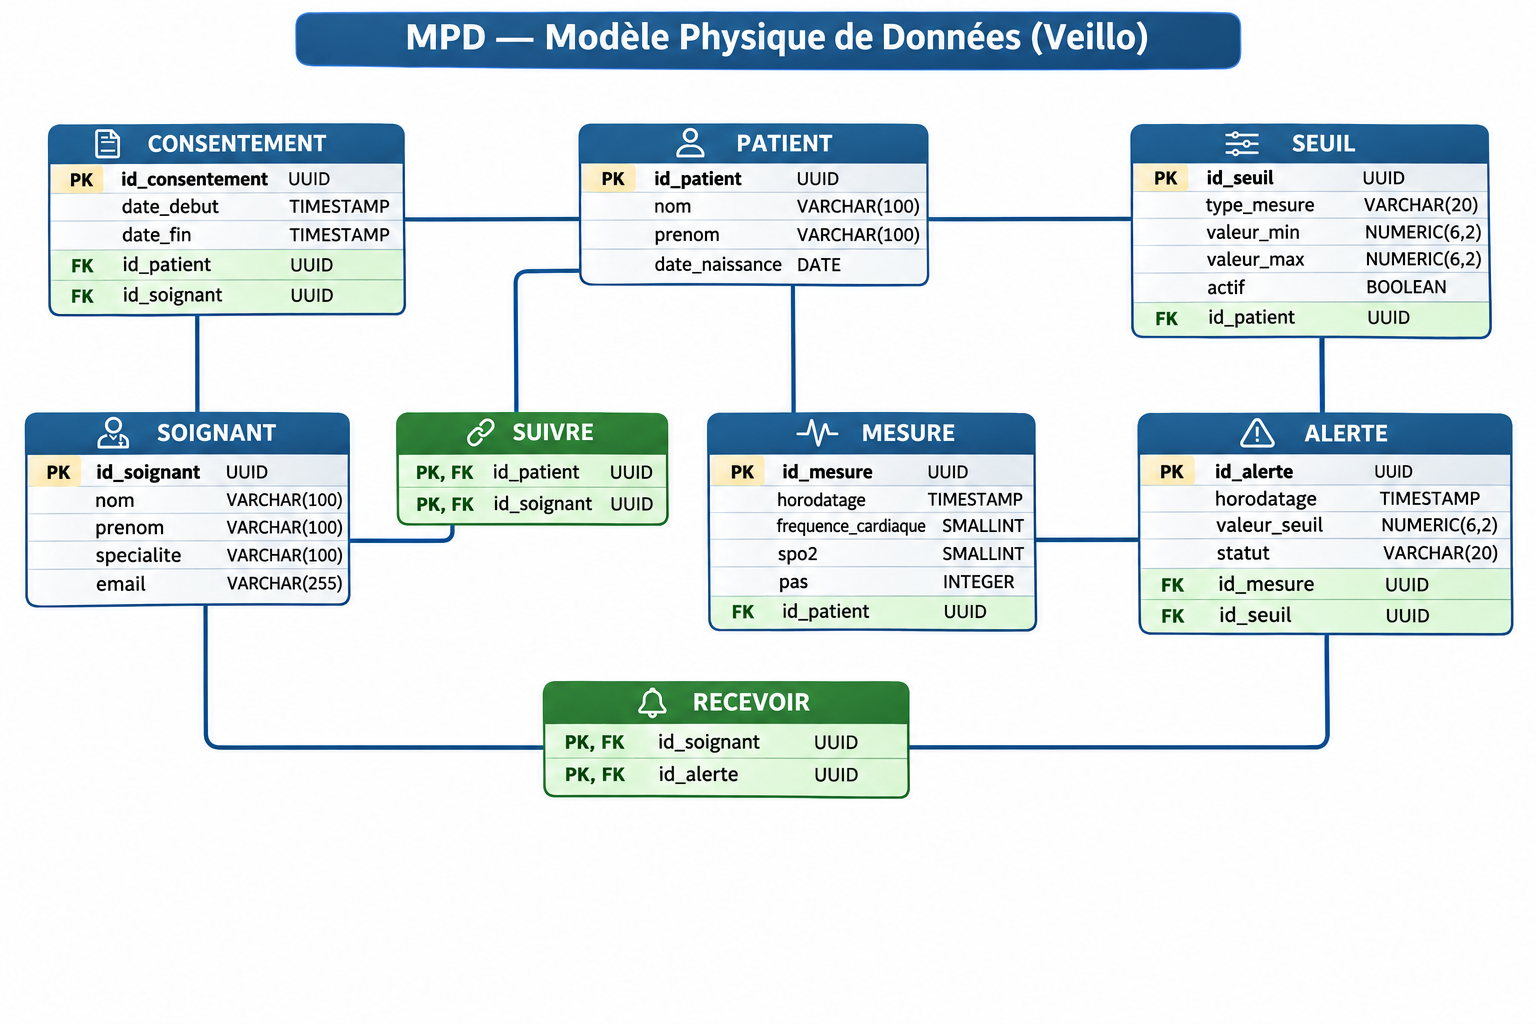 MPD — Modèle Physique de Données (Veillo)
CONSENTEMENT
PK id_consentement UUID
date_debut TIMESTAMP
date_fin TIMESTAMP
FK id_patient UUID
FK id_soignant UUID
PATIENT
PK id_patient UUID
nom VARCHAR(100)
prenom VARCHAR(100)
date_naissance DATE
SEUIL
PK id_seuil UUID
type_mesure VARCHAR(20)
valeur_min NUMERIC(6,2)
valeur_max NUMERIC(6,2)
actif BOOLEAN
FK id_patient UUID
SOIGNANT
PK id_soignant UUID
nom VARCHAR(100)
prenom VARCHAR(100)
specialite VARCHAR(100)
email VARCHAR(255)
SUIVRE
PK, FK id_patient UUID
PK, FK id_soignant UUID
MESURE
PK id_mesure UUID
horodatage TIMESTAMP
frequence_cardiaque SMALLINT
spo2 SMALLINT
pas INTEGER
FK id_patient UUID
ALERTE
PK id_alerte UUID
horodatage TIMESTAMP
valeur_seuil NUMERIC(6,2)
statut VARCHAR(20)
FK id_mesure UUID
FK id_seuil UUID
RECEVOIR
PK, FK id_soignant UUID
PK, FK id_alerte UUID